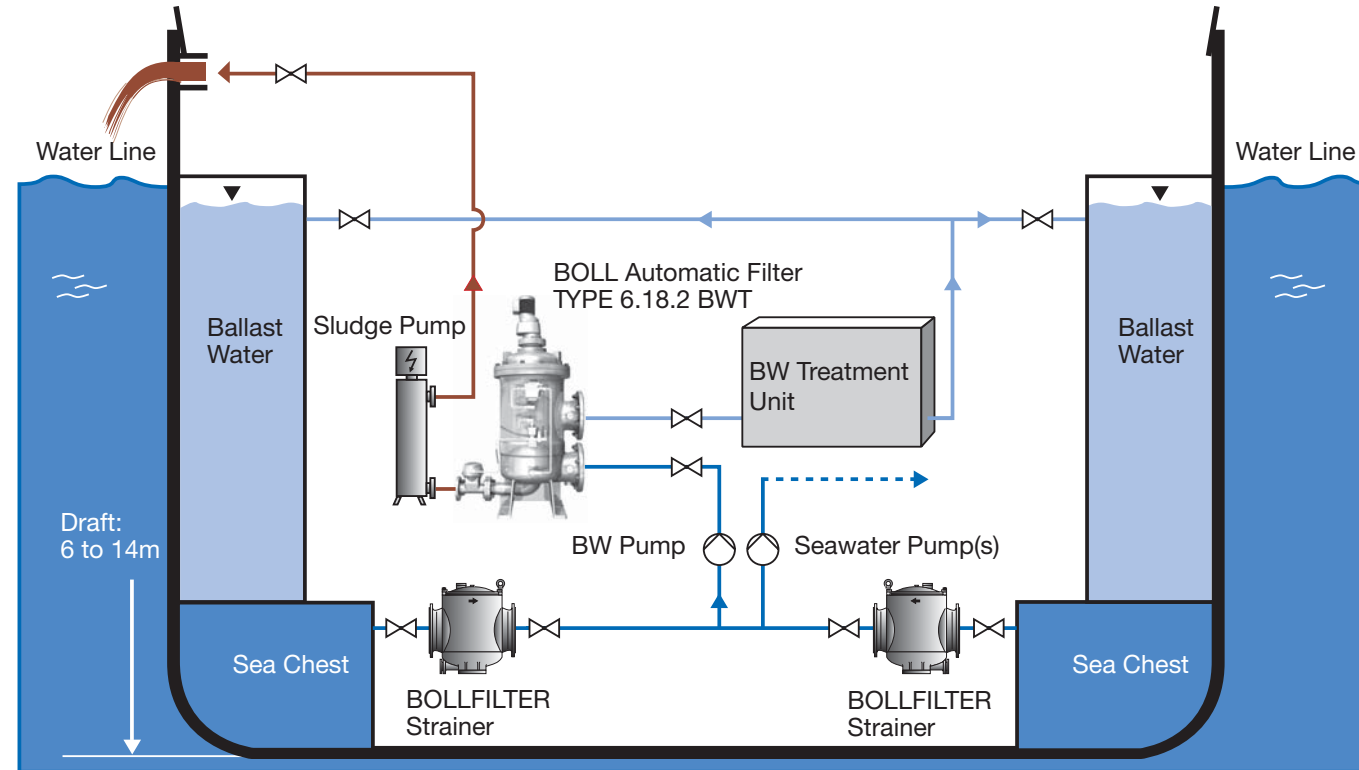 Water Line
Water Line
BOLL Automatic Filter
TYPE 6.18.2 BWT
Ballast
Water
Sludge Pump
BW Treatment
Unit
Ballast
Water
Draft:
6 to 14m
BW Pump
Seawater Pump(s)
Sea Chest
Sea Chest
BOLLFILTER
Strainer
BOLLFILTER
Strainer